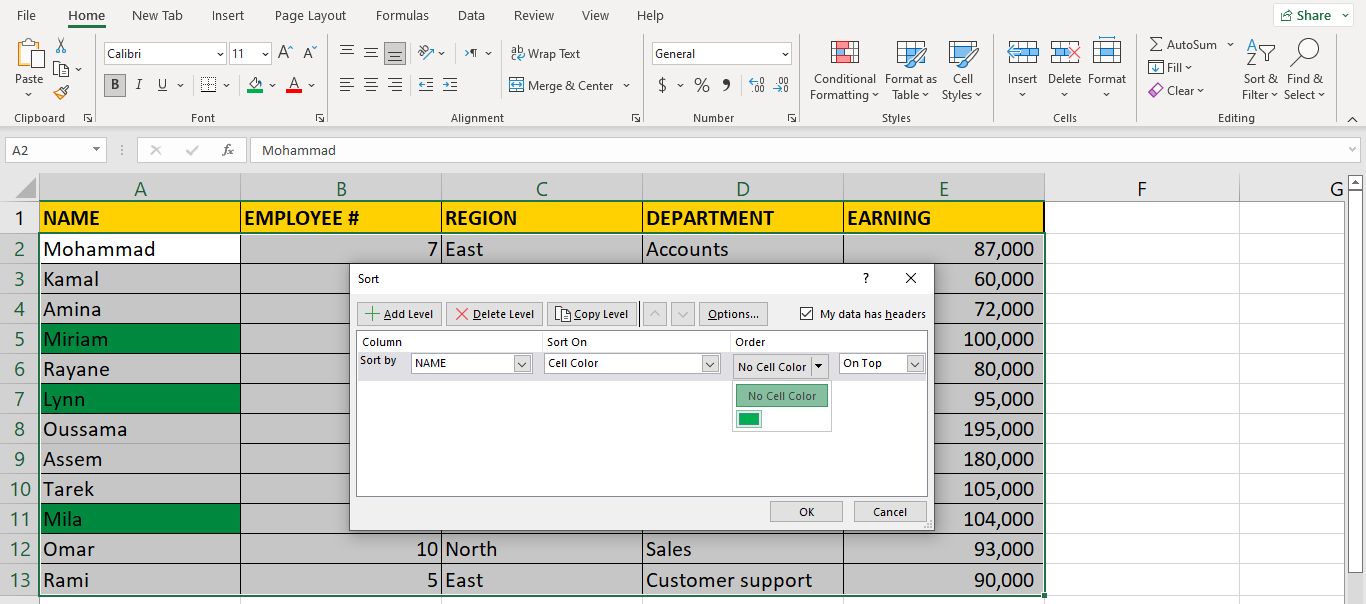 File Home New Tab Insert Page Layout Formulas Data Review View Help Share
Calibri 11 A^ A˅ ab Wrap Text General AutoSum
Paste B I U A Merge & Center $ % 9 .00 Conditional Formatting Format as Table Cell Styles Insert Delete Format Fill Clear Sort & Filter Find & Select
Clipboard Font Alignment Number Styles Cells Editing
A2 fx Mohammad
A B C D E F G
1 NAME EMPLOYEE # REGION DEPARTMENT EARNING
2 Mohammad 7 East Accounts 87,000
3 Kamal 60,000
4 Amina 72,000
5 Miriam 100,000
6 Rayane 80,000
7 Lynn 95,000
8 Oussama 195,000
9 Assem 180,000
10 Tarek 105,000
11 Mila 104,000
12 Omar 10 North Sales 93,000
13 Rami 5 East Customer support 90,000
Sort ?
Add Level Delete Level Copy Level Options... My data has headers
Column Sort On Order
Sort by NAME Cell Color No Cell Color On Top
No Cell Color
OK Cancel